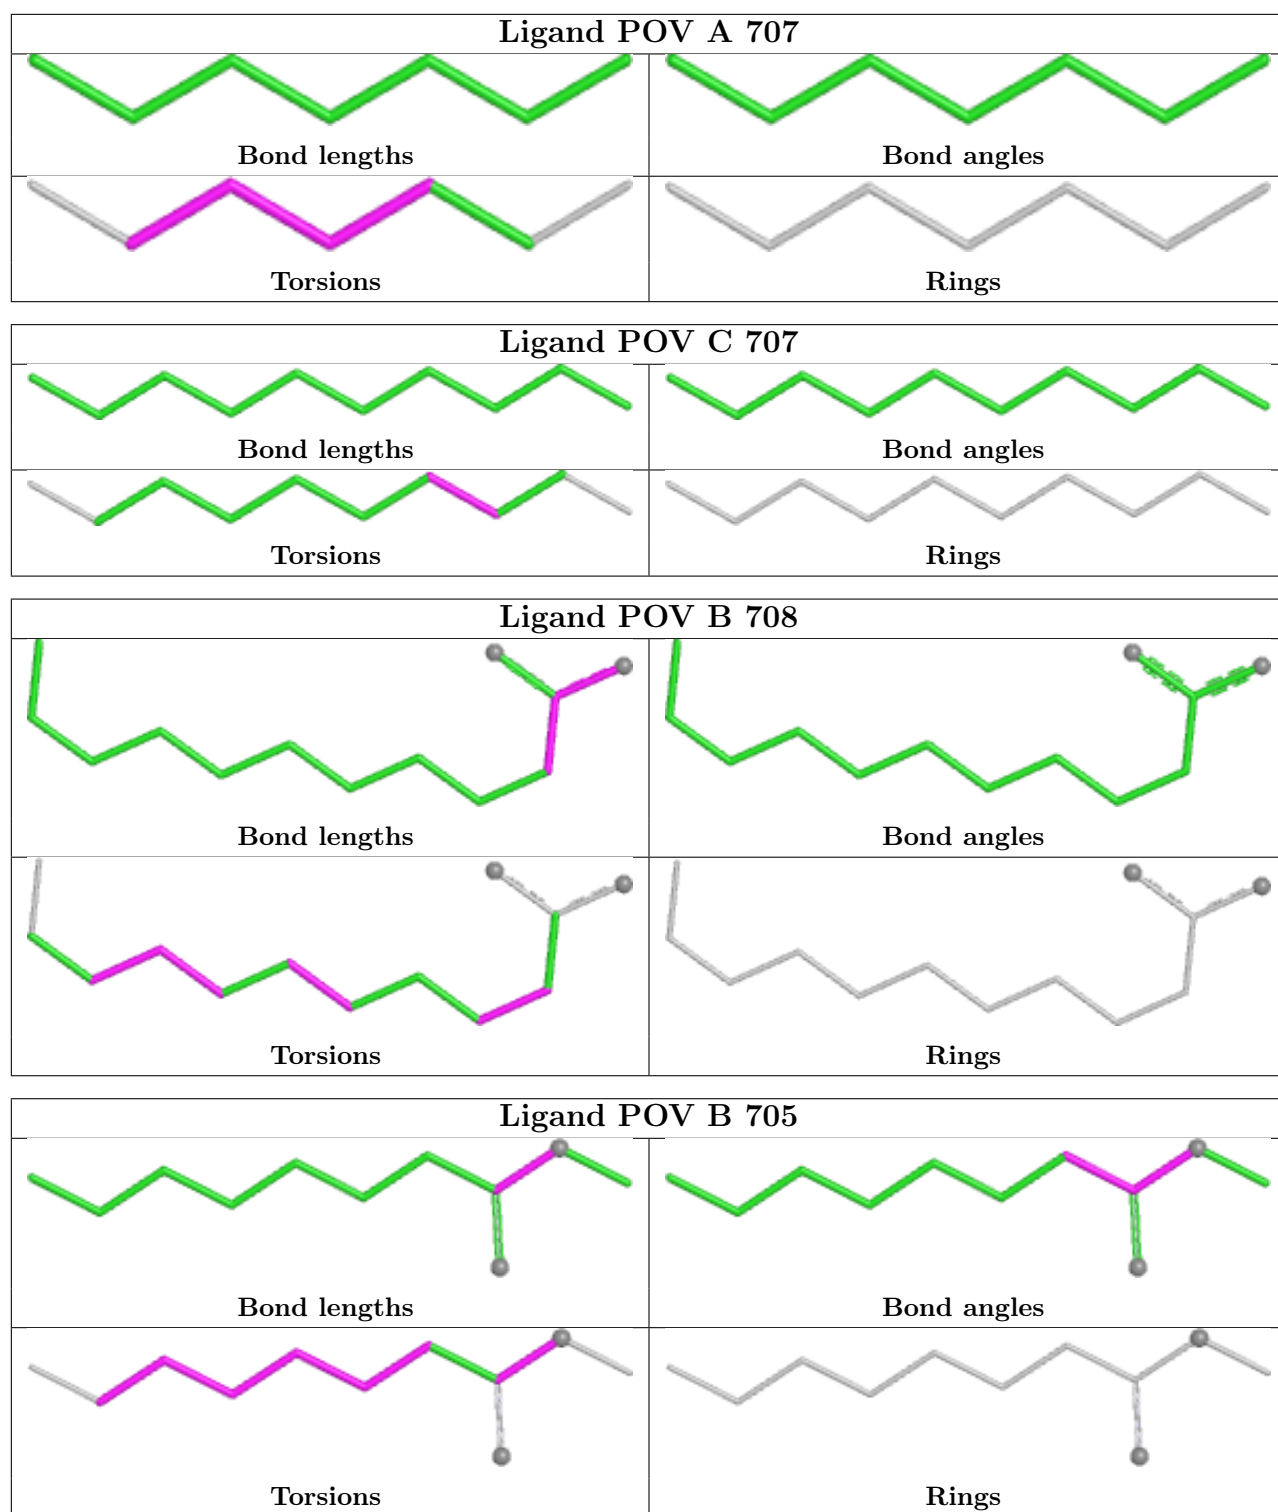 Ligand POV A 707
Bond lengths
Bond angles
Torsions
Rings
Ligand POV C 707
Bond lengths
Bond angles
Torsions
Rings
Ligand POV B 708
Bond lengths
Bond angles
Torsions
Rings
Ligand POV B 705
Bond lengths
Bond angles
Torsions
Rings